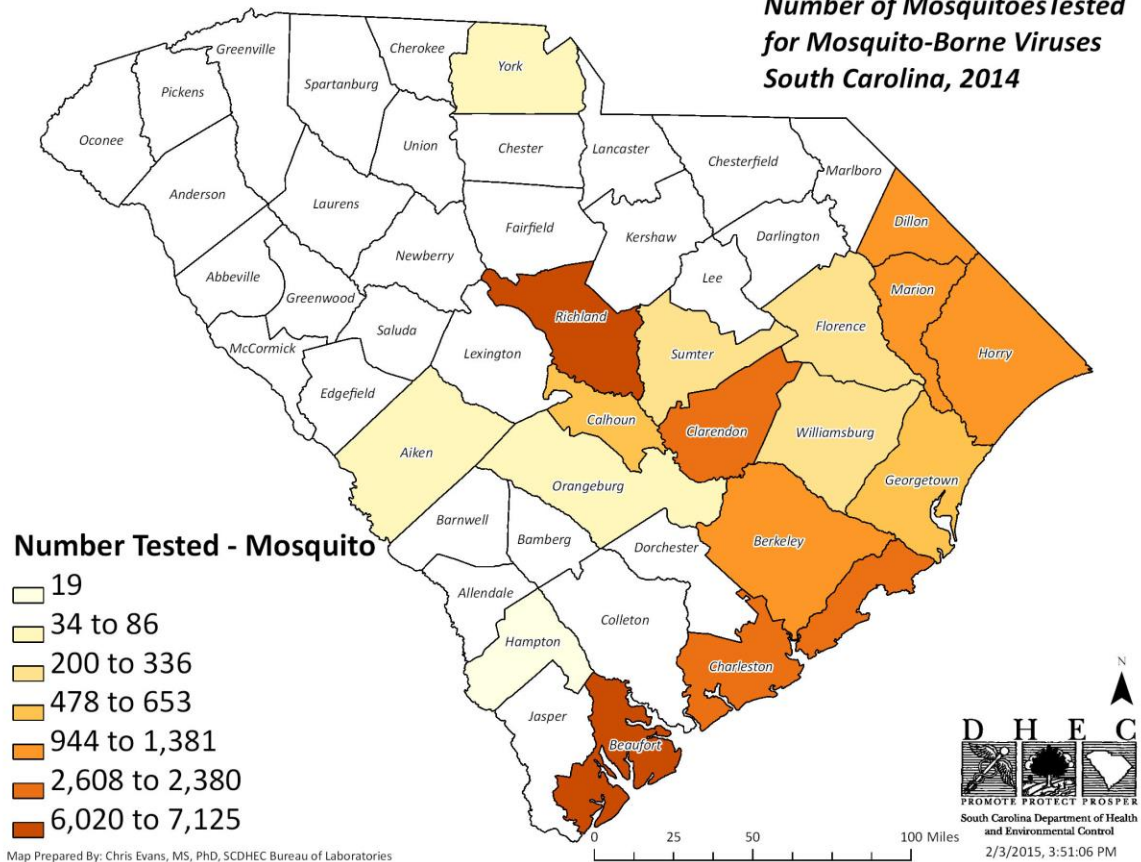 Number of MosquitoesTested
for Mosquito-Borne Viruses
South Carolina, 2014
Cherokee
Greenville
York
Spartanburg
Pickens
Oconee
Union
Chester
Lancaster
Chesterfield
Marlboro
Anderson
Laurens
Fairfield
Kershaw
Darlington
Dillon
Newberry
Abbeville
Lee
Greenwood
Marion
Richland
Florence
Saluda
McCormick
Lexington
Sumter
Horry
Edgefield
Calhoun
Clarendon
Williamsburg
Aiken
Orangeburg
Georgetown
Barnwell
Bamberg
Dorchester
Berkeley
Allendale
Colleton
Hampton
Charleston
Jasper
Beaufort
Number Tested - Mosquito
19
34 to 86
200 to 336
478 to 653
944 to 1,381
2,608 to 2,380
6,020 to 7,125
N
D H E C
PROMOTE PROTECT PROSPER
South Carolina Department of Health
and Environmental Control
2/3/2015, 3:51:06 PM
0 25 50 100 Miles
Map Prepared By: Chris Evans, MS, PhD, SCDHEC Bureau of Laboratories